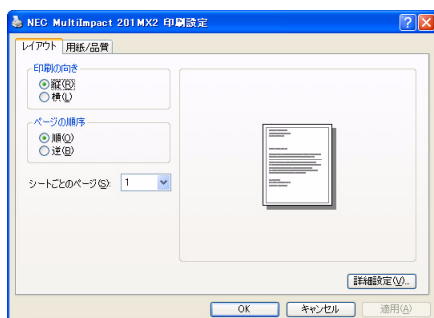 NEC MultiImpact 201MX2 印刷設定
レイアウト 用紙/品質
印刷の向き
縦(R)
横(L)
ページの順序
順(O)
逆(B)
シートごとのページ(S): 1
詳細設定(V)...
OK キャンセル 適用(A)